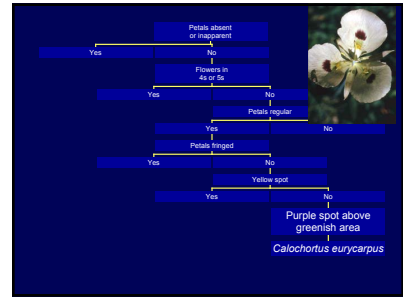 Petals absent
or inapparent
Yes
No
Flowers in
4s or 5s
Yes
No
Petals regular
Yes
No
Petals fringed
Yes
No
Yellow spot
Yes
No
Purple spot above
greenish area
Calochortus eurycarpus